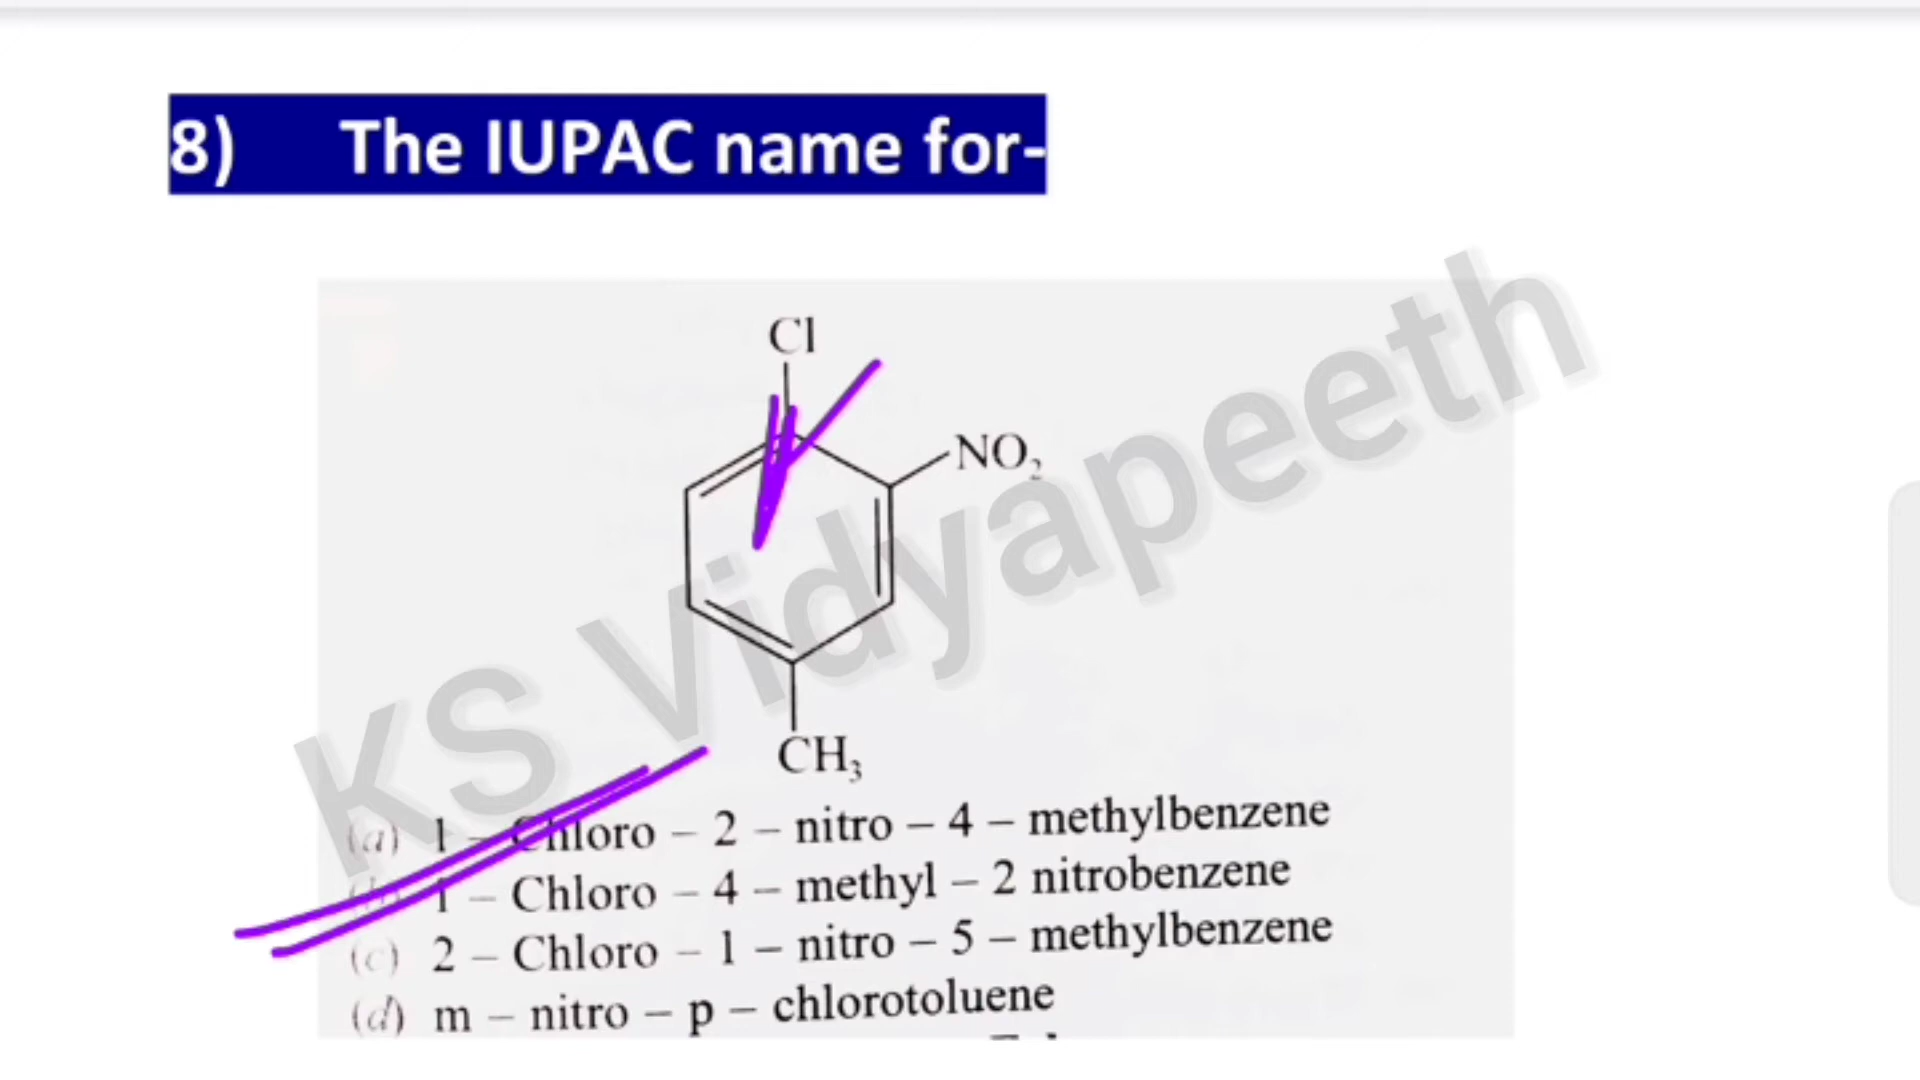 8) The IUPAC name for-
Cl
NO₂
CH₃
KS Vidyapeeth
(a) 1 – Chloro – 2 – nitro – 4 – methylbenzene
(b) 1 – Chloro – 4 – methyl – 2 nitrobenzene
(c) 2 – Chloro – 1 – nitro – 5 – methylbenzene
(d) m – nitro – p – chlorotoluene